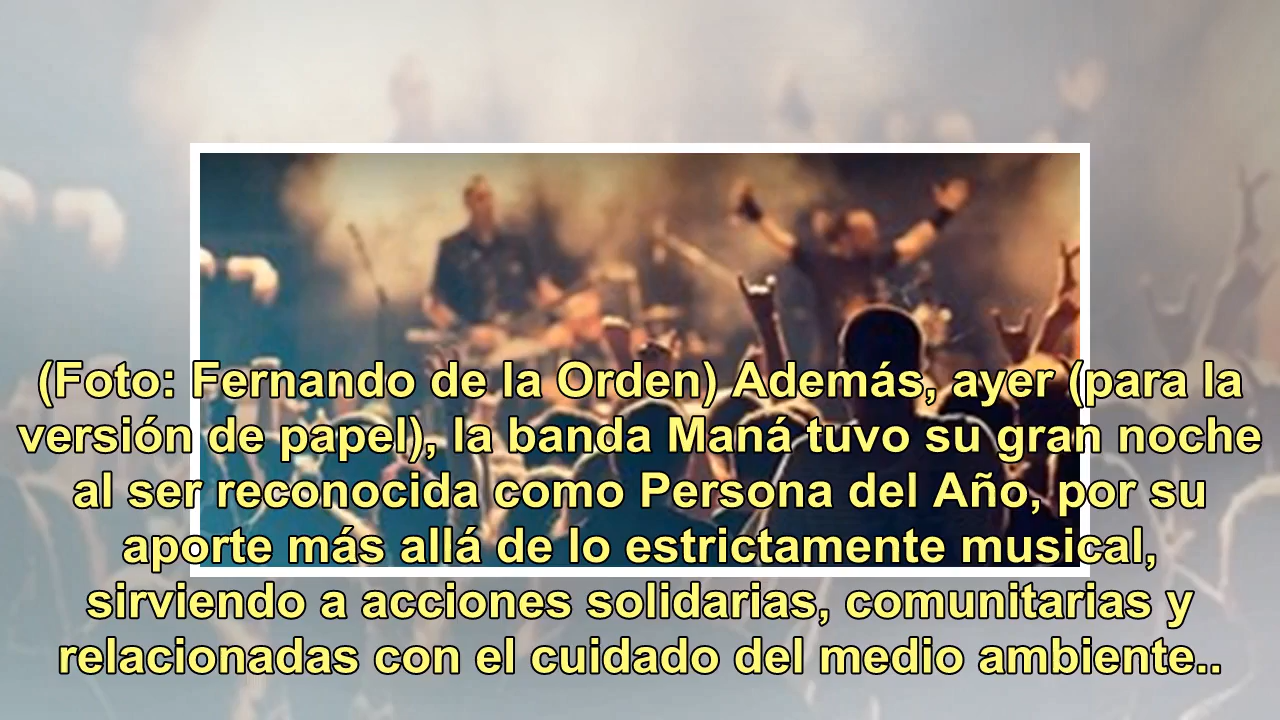 (Foto: Fernando de la Orden) Además, ayer (para la
versión de papel), la banda Maná tuvo su gran noche
al ser reconocida como Persona del Año, por su
aporte más allá de lo estrictamente musical,
sirviendo a acciones solidarias, comunitarias y
relacionadas con el cuidado del medio ambiente..